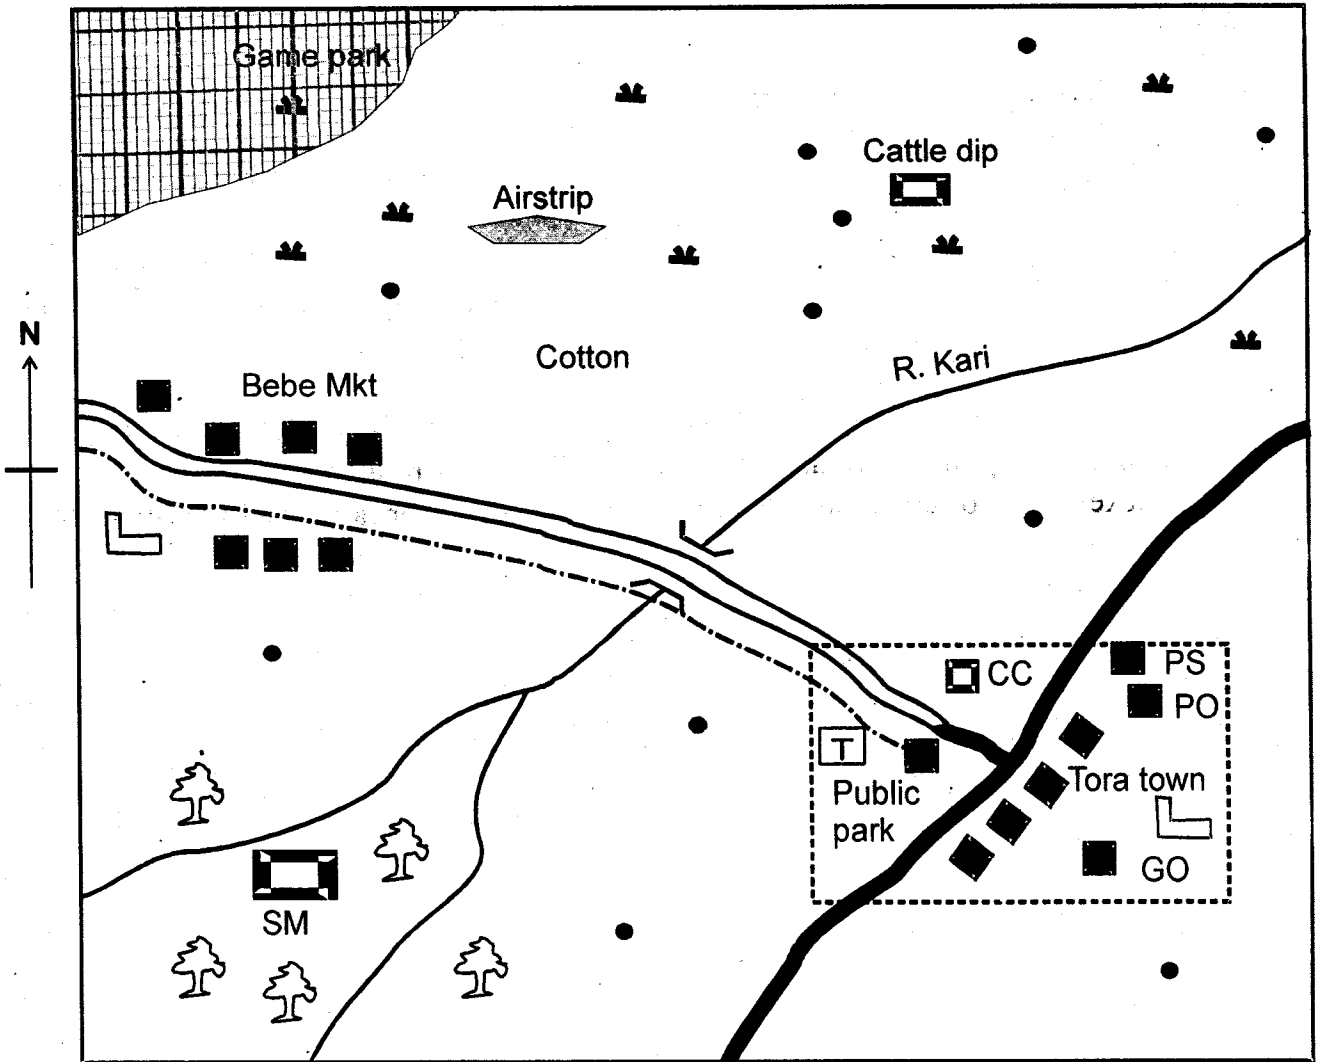 Game park
Cattle dip
Airstrip
N
Cotton
R. Kari
Bebe Mkt
PS
CC
PO
T
Tora town
Public
park
GO
SM